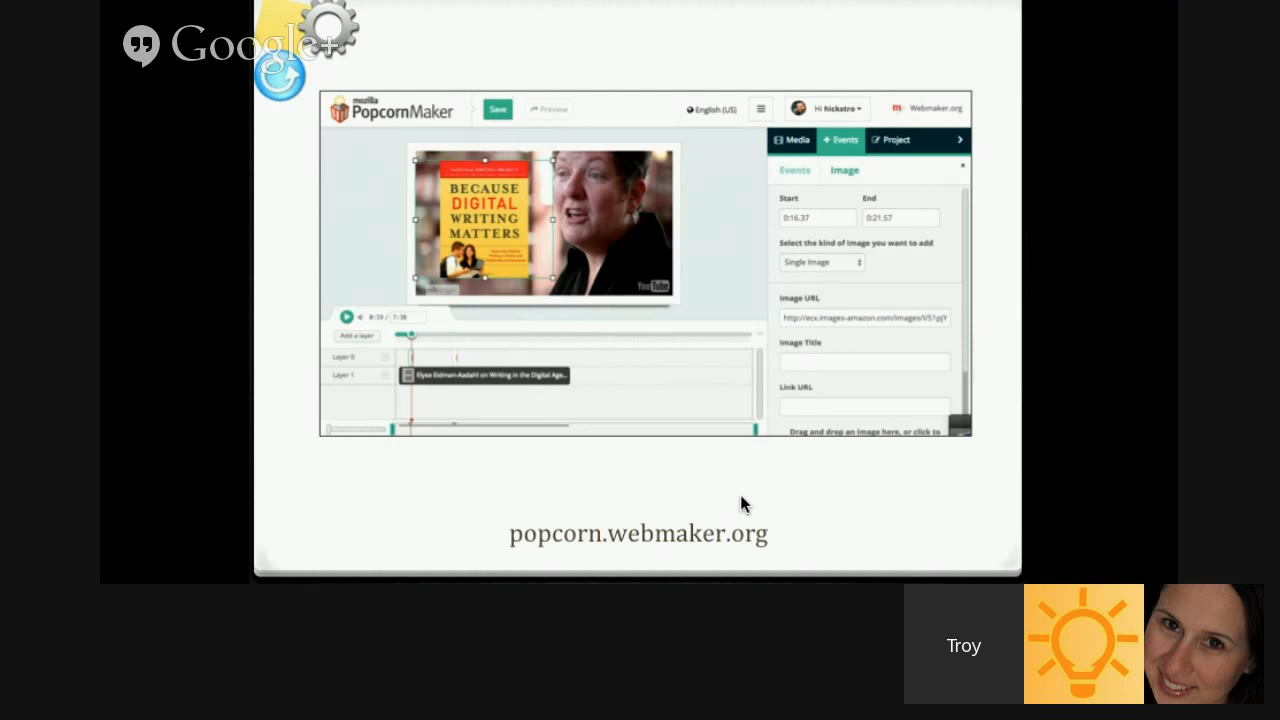 Google+
mozilla
PopcornMaker
Save
Preview
English (US)
Hi hickstro
Webmaker.org
Media
+ Events
Project
Events
Image
BECAUSE
DIGITAL
WRITING
MATTERS
YouTube
Start
End
0:16.37
0:21.57
Select the kind of image you want to add
Single Image
Image URL
http://ecx.images-amazon.com/images/I/51pjY
Image Title
Link URL
Drag and drop an image here, or click to
Add a layer
Layer 0
Layer 1
Elyse Eidman-Aadahl on Writing in the Digital Age...
popcorn.webmaker.org
Troy